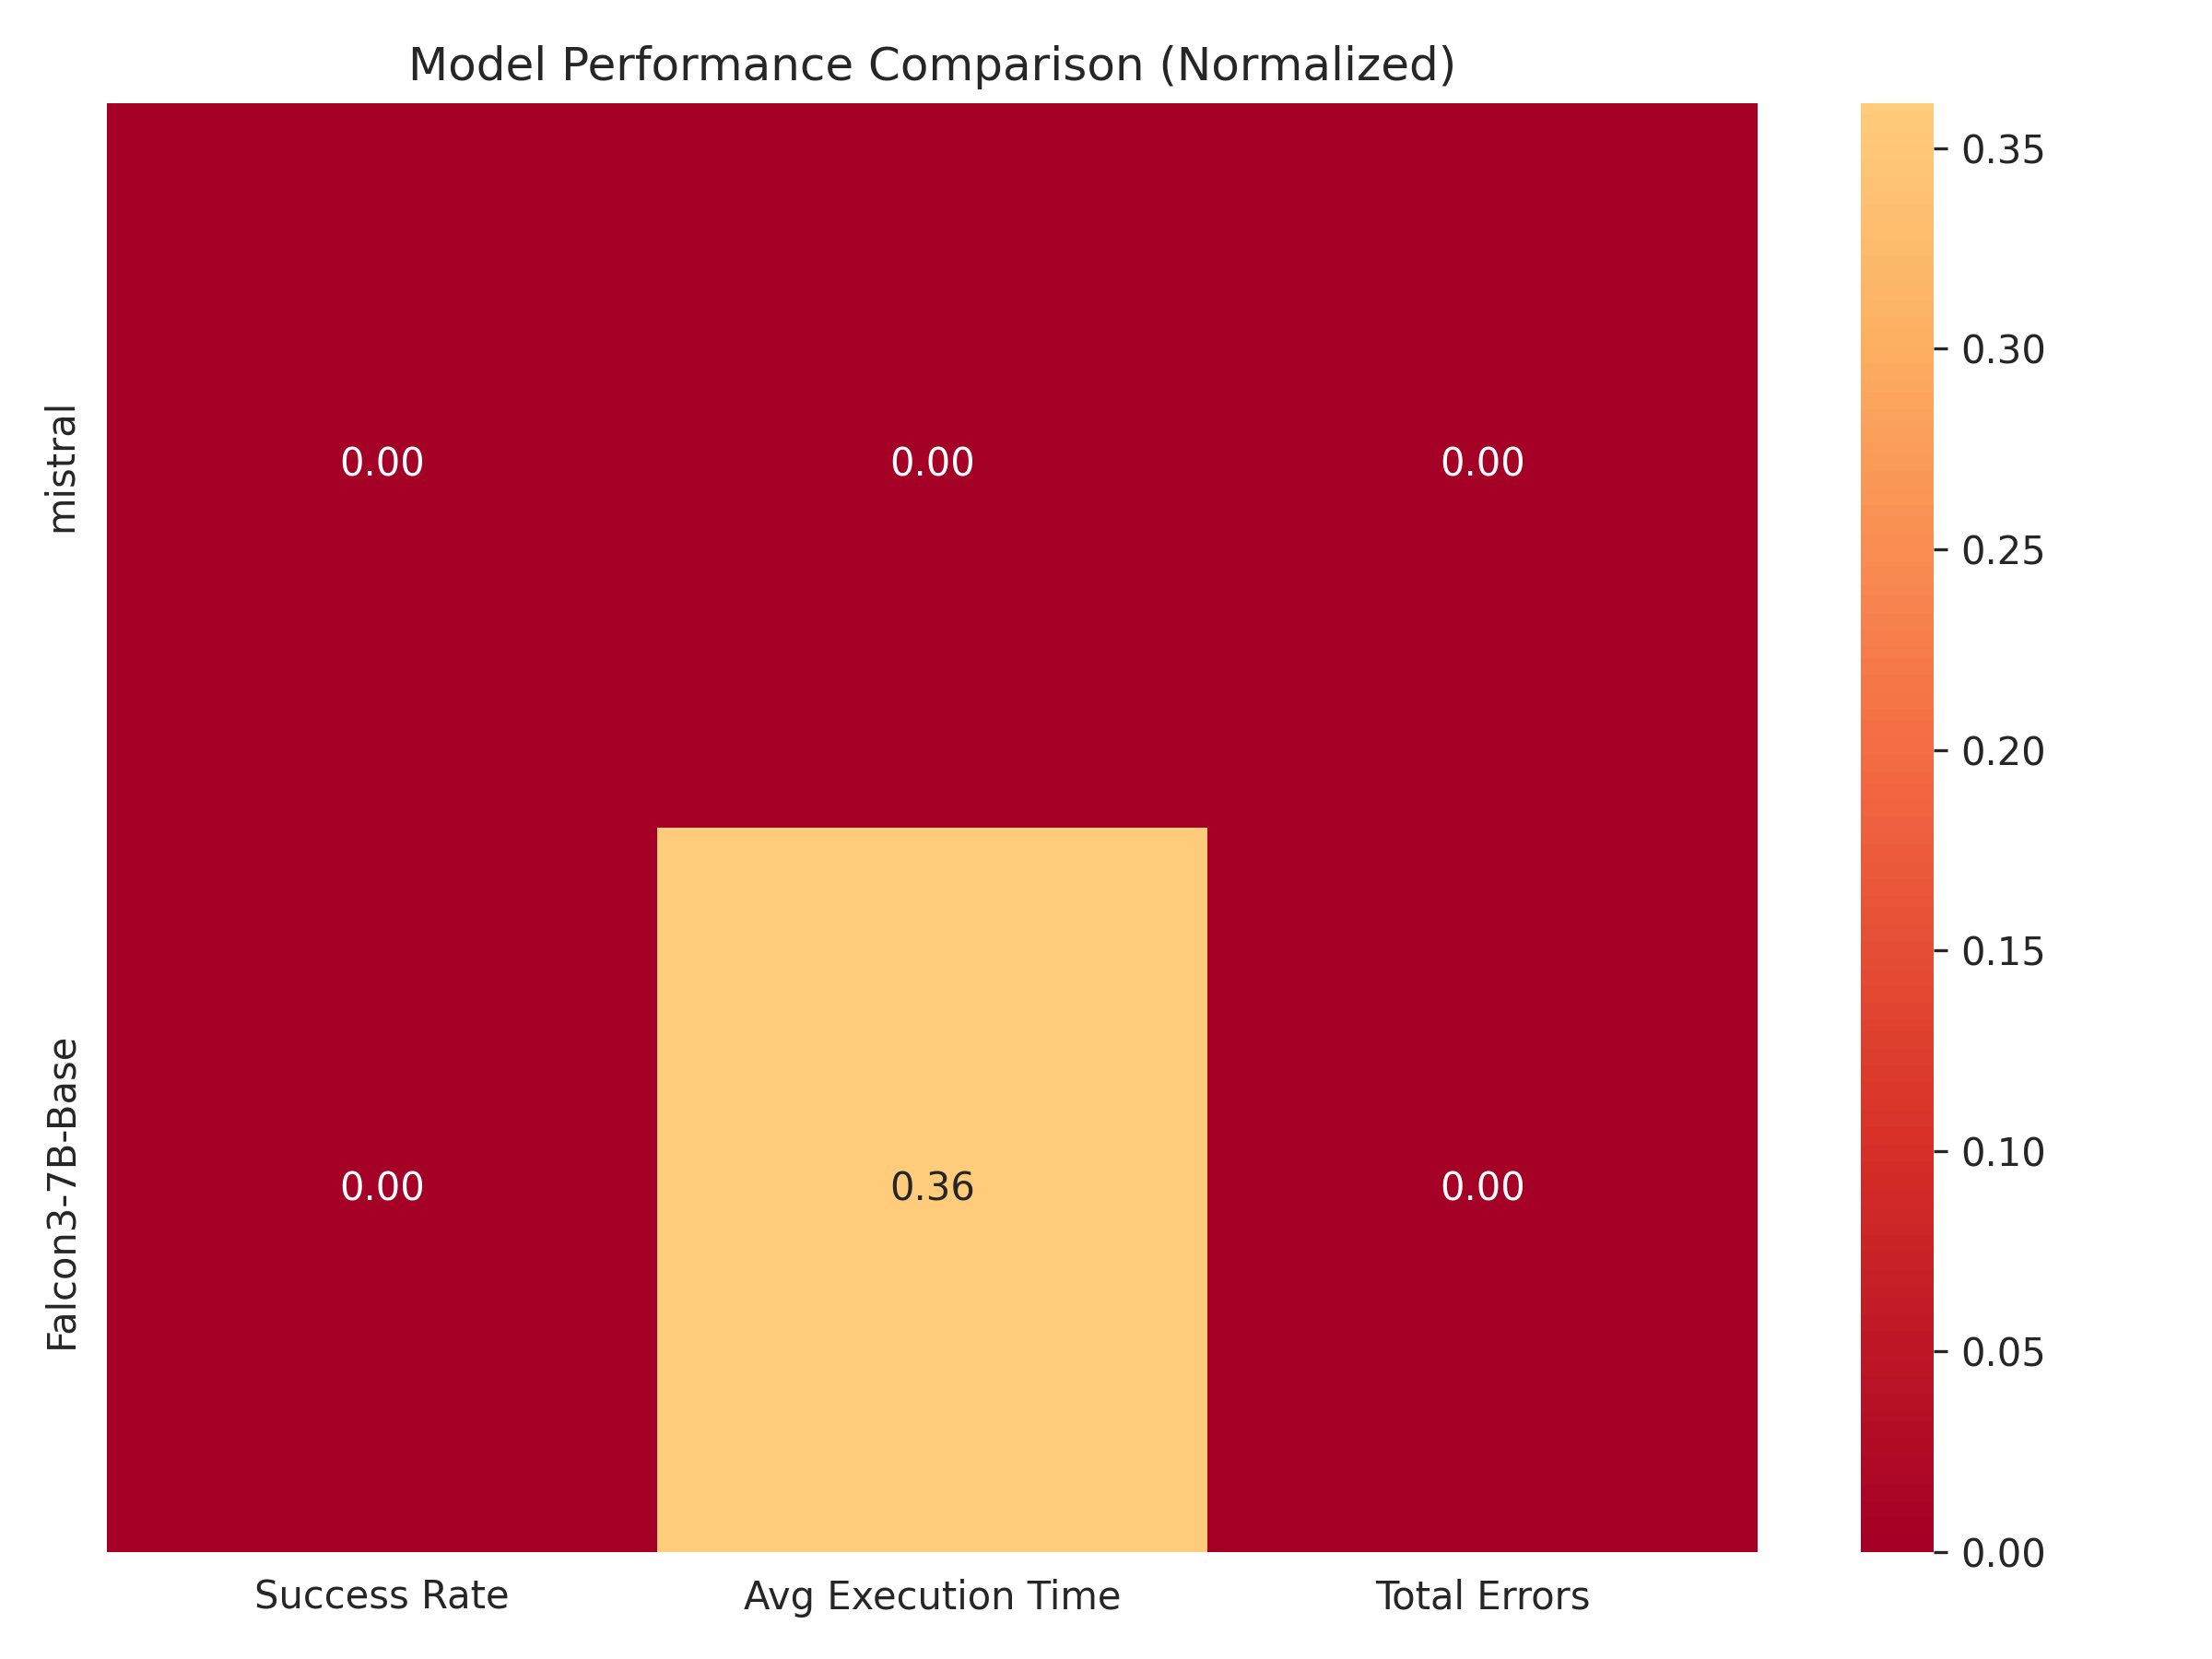 Model Performance Comparison (Normalized)
mistral
0.00 0.00 0.00
Falcon3-7B-Base
0.00 0.36 0.00
Success Rate Avg Execution Time Total Errors
0.35
0.30
0.25
0.20
0.15
0.10
0.05
0.00